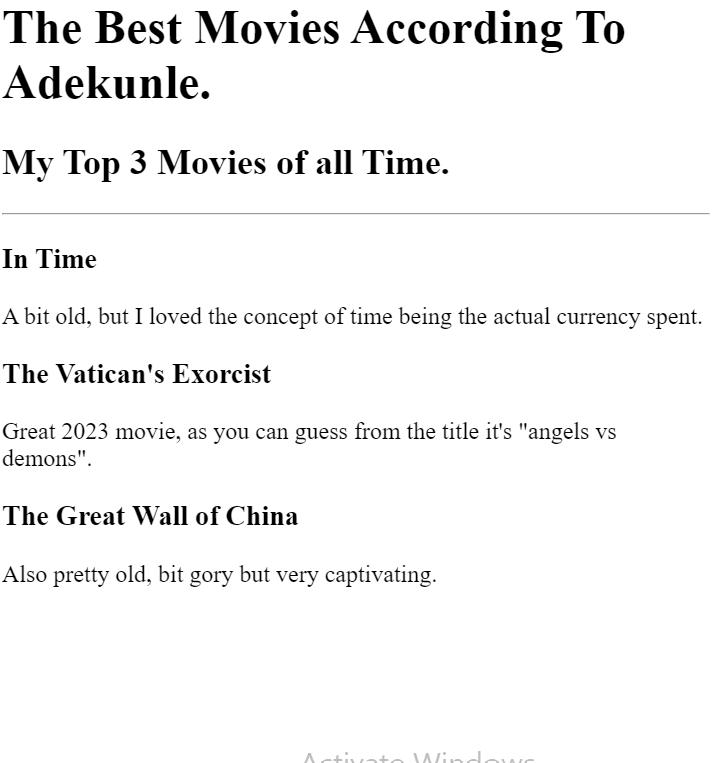 The Best Movies According To
Adekunle.
My Top 3 Movies of all Time.
In Time
A bit old, but I loved the concept of time being the actual currency spent.
The Vatican's Exorcist
Great 2023 movie, as you can guess from the title it's "angels vs
demons".
The Great Wall of China
Also pretty old, bit gory but very captivating.
Activate Windows